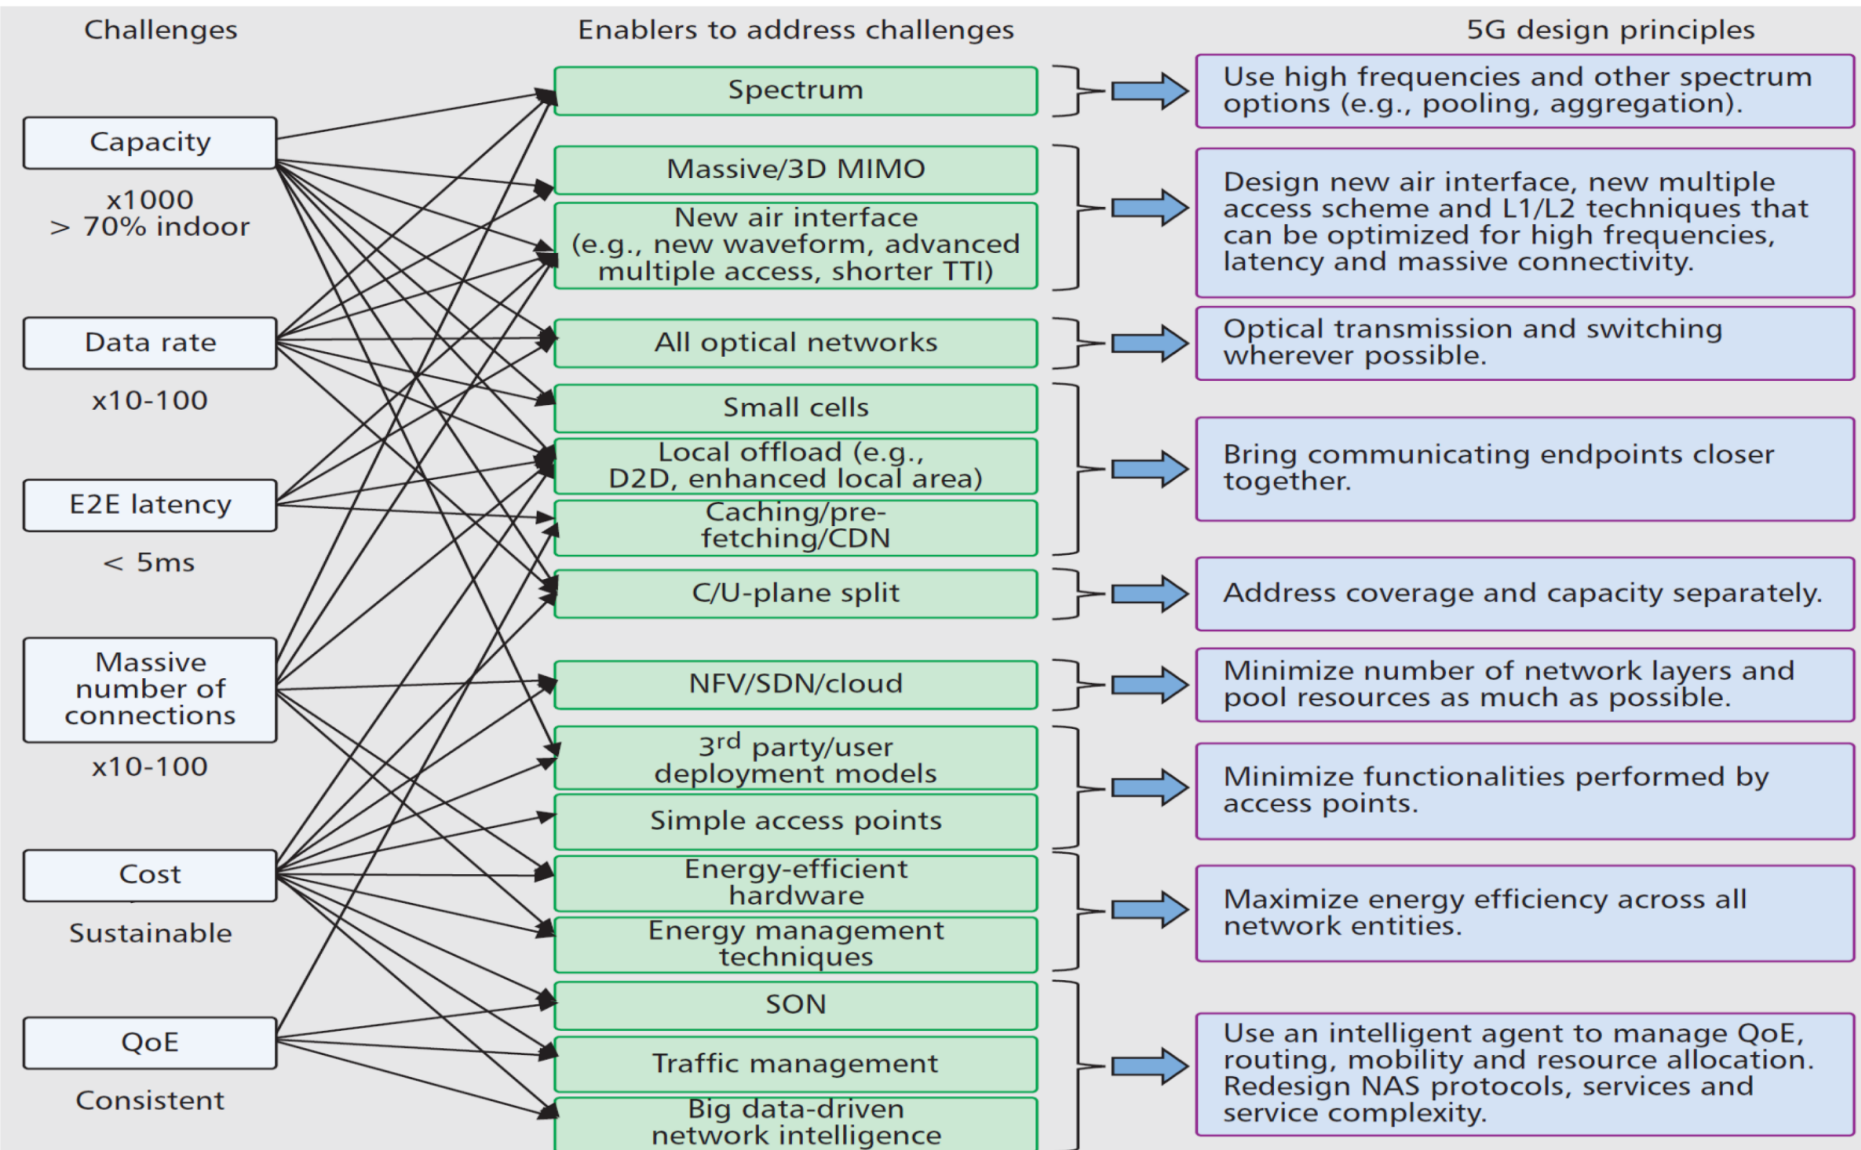 Challenges
Enablers to address challenges
5G design principles
Capacity
x1000
> 70% indoor
Data rate
x10-100
E2E latency
< 5ms
Massive
number of
connections
x10-100
Cost
Sustainable
QoE
Consistent
Spectrum
Massive/3D MIMO
New air interface
(e.g., new waveform, advanced
multiple access, shorter TTI)
All optical networks
Small cells
Local offload (e.g.,
D2D, enhanced local area)
Caching/pre-
fetching/CDN
C/U-plane split
NFV/SDN/cloud
3rd party/user
deployment models
Simple access points
Energy-efficient
hardware
Energy management
techniques
SON
Traffic management
Big data-driven
network intelligence
Use high frequencies and other spectrum
options (e.g., pooling, aggregation).
Design new air interface, new multiple
access scheme and L1/L2 techniques that
can be optimized for high frequencies,
latency and massive connectivity.
Optical transmission and switching
wherever possible.
Bring communicating endpoints closer
together.
Address coverage and capacity separately.
Minimize number of network layers and
pool resources as much as possible.
Minimize functionalities performed by
access points.
Maximize energy efficiency across all
network entities.
Use an intelligent agent to manage QoE,
routing, mobility and resource allocation.
Redesign NAS protocols, services and
service complexity.